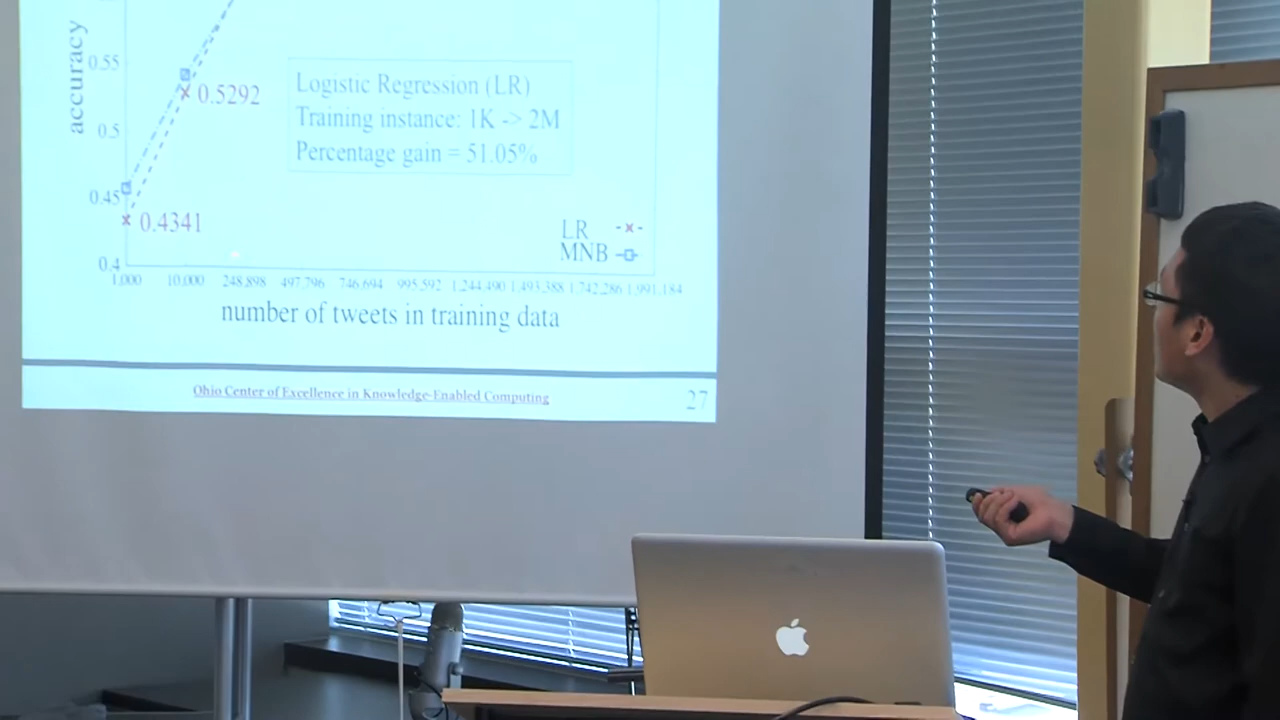 accuracy
0.55
0.5
0.45
0.4
0.5292
0.4341
Logistic Regression (LR)
Training instance: 1K -> 2M
Percentage gain = 51.05%
LR
MNB
1,000 10,000 248,898 497,796 746,694 995,592 1,244,490 1,493,388 1,742,286 1,991,184
number of tweets in training data
Ohio Center of Excellence in Knowledge-Enabled Computing
27